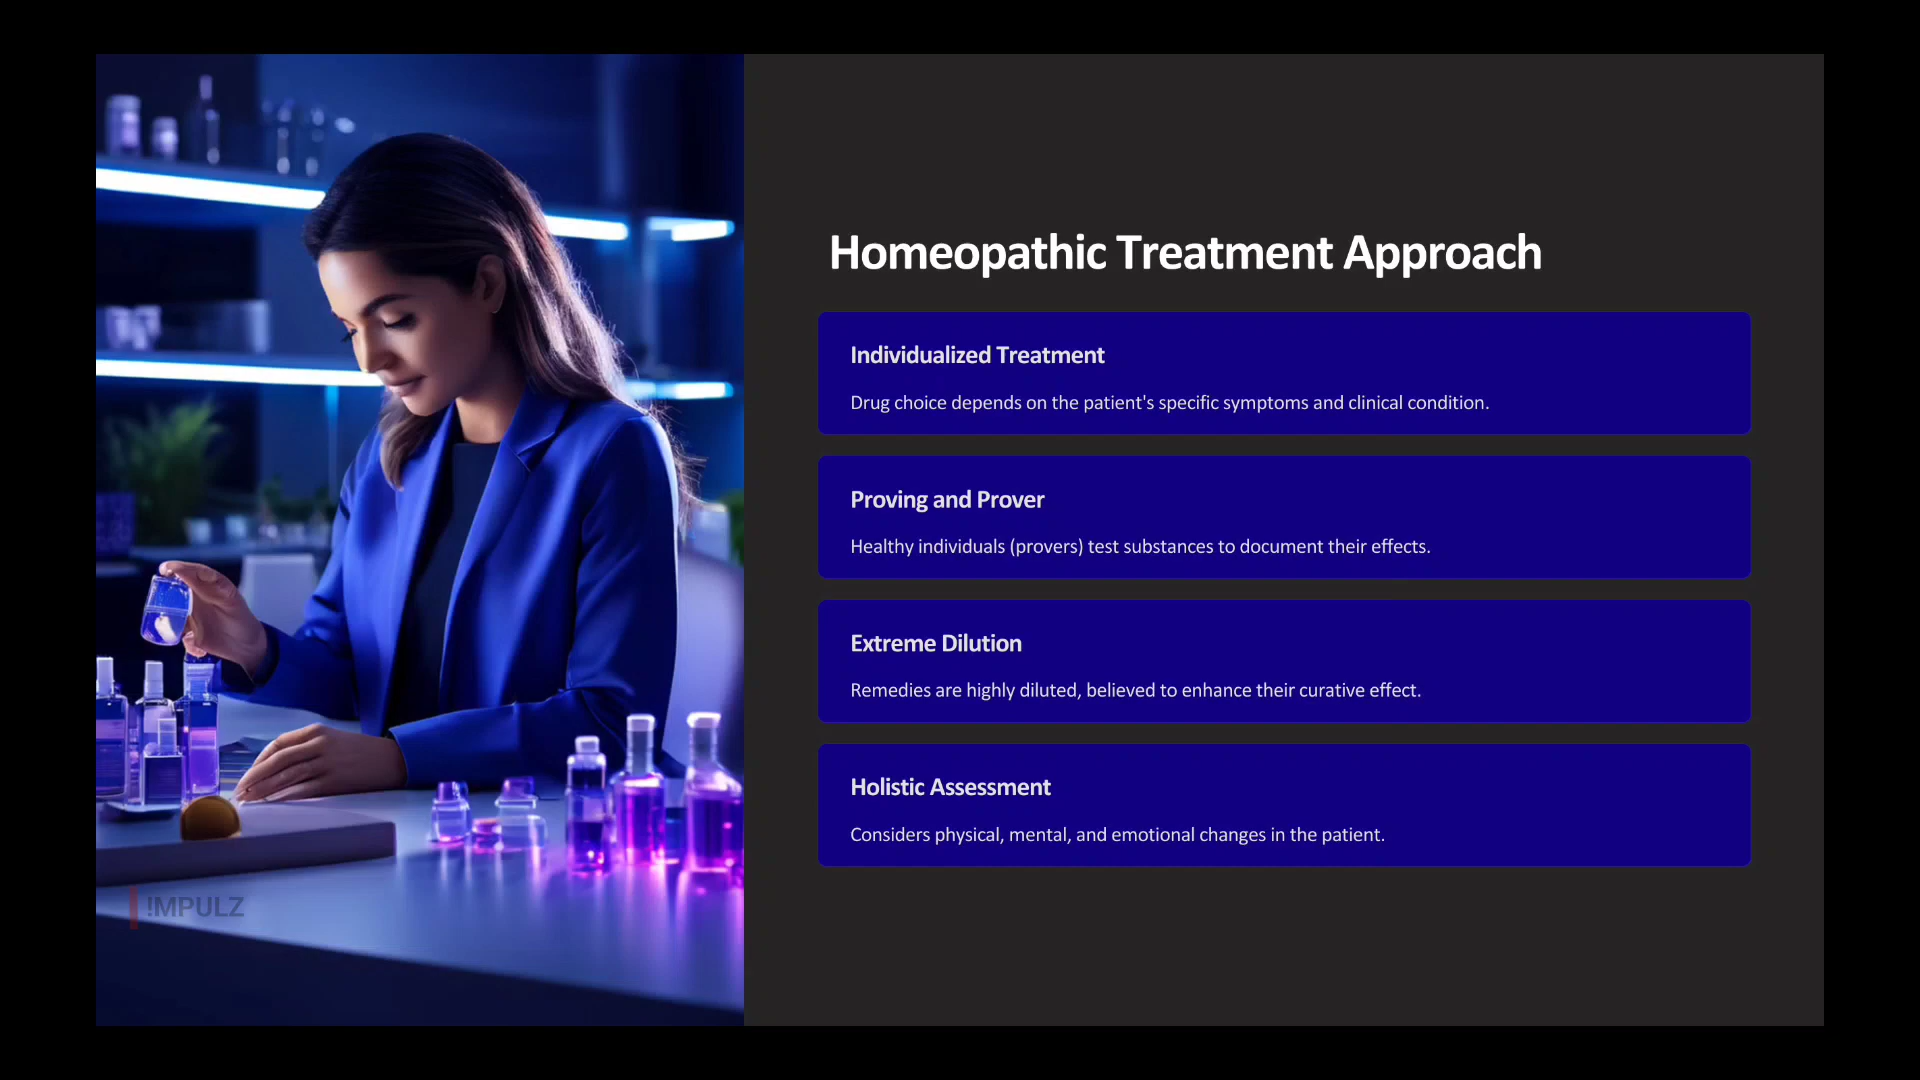 Homeopathic Treatment Approach
Individualized Treatment
Drug choice depends on the patient's specific symptoms and clinical condition.
Proving and Prover
Healthy individuals (provers) test substances to document their effects.
Extreme Dilution
Remedies are highly diluted, believed to enhance their curative effect.
Holistic Assessment
Considers physical, mental, and emotional changes in the patient.
!MPULZ